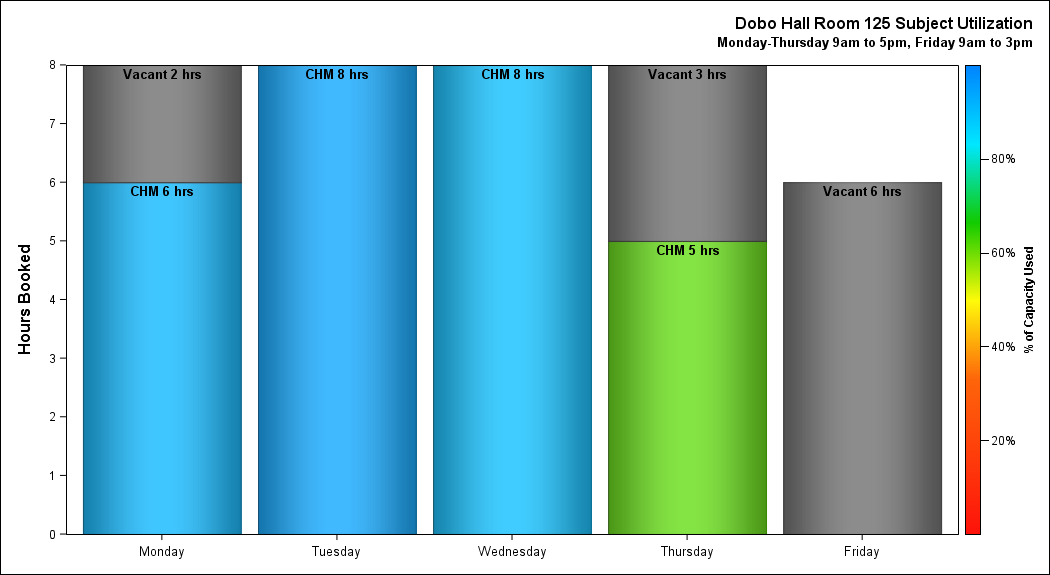 Dobo Hall Room 125 Subject Utilization
Monday-Thursday 9am to 5pm, Friday 9am to 3pm
Hours Booked
8
7
6
5
4
3
2
1
0
Vacant 2 hrs
CHM 6 hrs
CHM 8 hrs
CHM 8 hrs
Vacant 3 hrs
CHM 5 hrs
Vacant 6 hrs
Monday
Tuesday
Wednesday
Thursday
Friday
80%
60%
40%
20%
% of Capacity Used